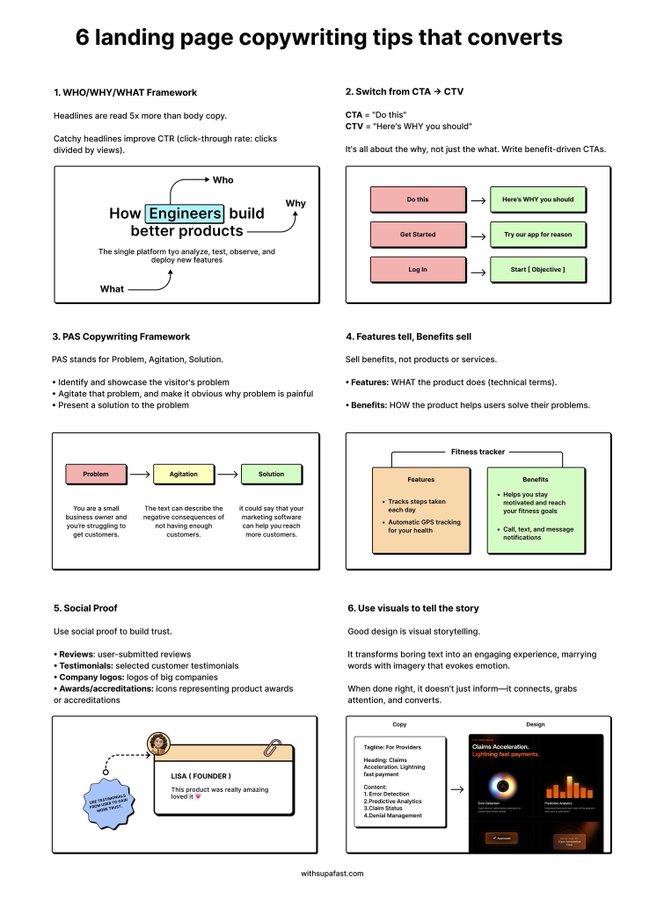 6 landing page copywriting tips that converts
1. WHO/WHY/WHAT Framework
Headlines are read 5x more than body copy.
Catchy headlines improve CTR (click-through rate: clicks
divided by views).
Who
Why
How Engineers build
better products
The single platform tyo analyze, test, observe, and
deploy new features
What
2. Switch from CTA → CTV
CTA = "Do this"
CTV = "Here's WHY you should"
It's all about the why, not just the what. Write benefit-driven CTAs.
Do this
Here's WHY you should
Get Started
Try our app for reason
Log In
Start [ Objective ]
3. PAS Copywriting Framework
PAS stands for Problem, Agitation, Solution.
• Identify and showcase the visitor's problem
• Agitate that problem, and make it obvious why problem is painful
• Present a solution to the problem
Problem
Agitation
Solution
You are a small
business owner and
you're struggling to
get customers.
The text can describe the
negative consequences of
not having enough
customers.
it could say that your
marketing software
can help you reach
more customers.
4. Features tell, Benefits sell
Sell benefits, not products or services.
• Features: WHAT the product does (technical terms).
• Benefits: HOW the product helps users solve their problems.
Fitness tracker
Features
• Tracks steps taken
each day
• Automatic GPS tracking
for your health
Benefits
• Helps you stay
motivated and reach
your fitness goals
• Call, text, and message
notifications
5. Social Proof
Use social proof to build trust.
• Reviews: user-submitted reviews
• Testimonials: selected customer testimonials
• Company logos: logos of big companies
• Awards/accreditations: icons representing product awards
or accreditations
USE TESTIMONIALS
FROM USER TO GAIN
MORE TRUST.
LISA ( FOUNDER )
This product was really amazing
loved it 💗
6. Use visuals to tell the story
Good design is visual storytelling.
It transforms boring text into an engaging experience, marrying
words with imagery that evokes emotion.
When done right, it doesn't just inform—it connects, grabs
attention, and converts.
Copy
Design
Tagline: For Providers
Heading: Claims
Acceleration. Lightning
fast payment
Content:
1. Error Detection
2.Predictive Analytics
3.Claim Status
4.Denial Management
Claims Acceleration.
Lightning fast payments.
Error Detection
Predictive Analytics
Approved
withsupafast.com